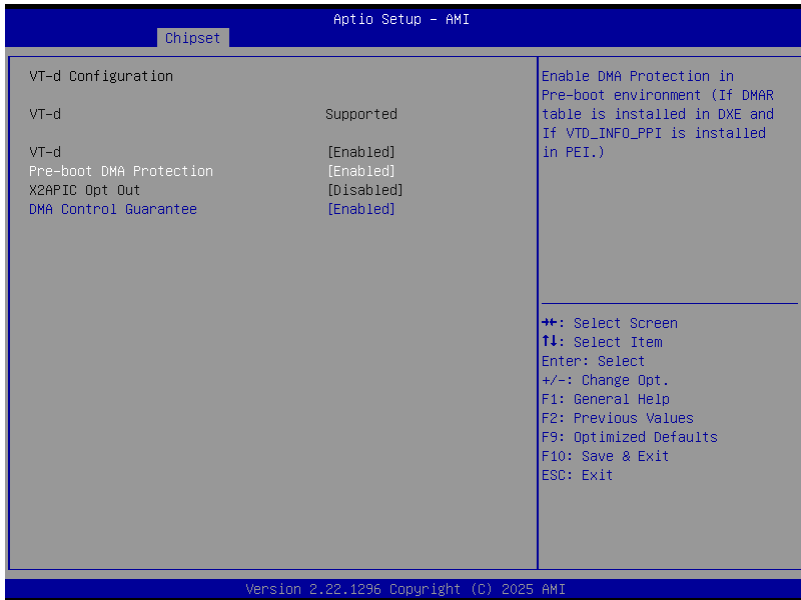 Aptio Setup – AMI
Chipset
VT-d Configuration
VT-d Supported
VT-d [Enabled]
Pre-boot DMA Protection [Enabled]
X2APIC Opt Out [Disabled]
DMA Control Guarantee [Enabled]
Enable DMA Protection in
Pre-boot environment (If DMAR
table is installed in DXE and
If VTD_INFO_PPI is installed
in PEI.)
→←: Select Screen
↑↓: Select Item
Enter: Select
+/-: Change Opt.
F1: General Help
F2: Previous Values
F9: Optimized Defaults
F10: Save & Exit
ESC: Exit
Version 2.22.1296 Copyright (C) 2025 AMI